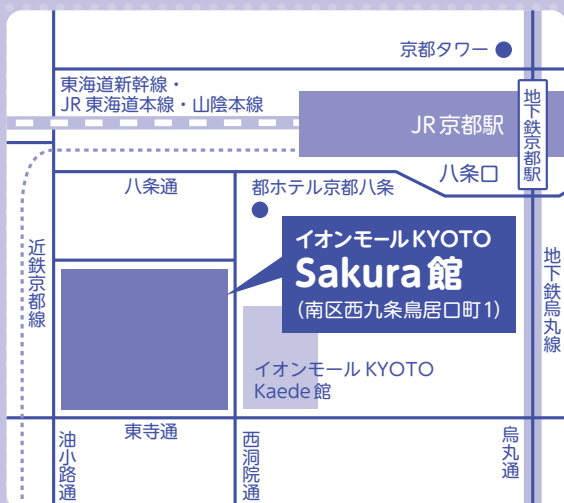 京都タワー
東海道新幹線・
JR東海道本線・山陰本線
JR京都駅
地下鉄京都駅
八条口
八条通
都ホテル京都八条
近鉄京都線
イオンモールKYOTO
Sakura館
(南区西九条鳥居口町1)
地下鉄烏丸線
イオンモール KYOTO
Kaede館
東寺通
油小路通
西洞院通
烏丸通